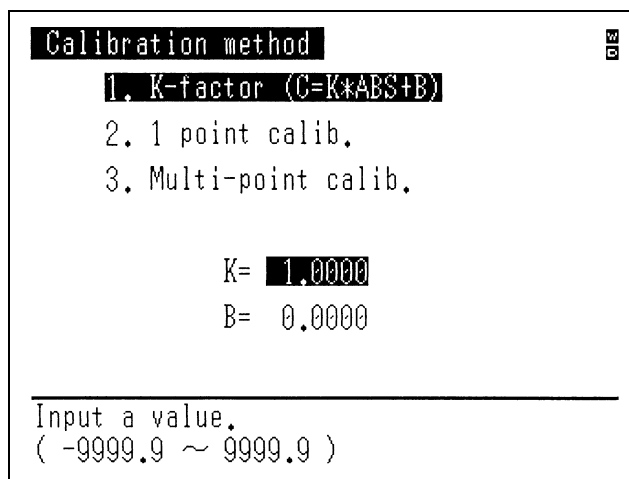 Calibration method
W
D
1. K-factor (C=K*ABS+B)
2. 1 point calib.
3. Multi-point calib.
K= 1.0000
B= 0.0000
Input a value.
( -9999.9 ~ 9999.9 )